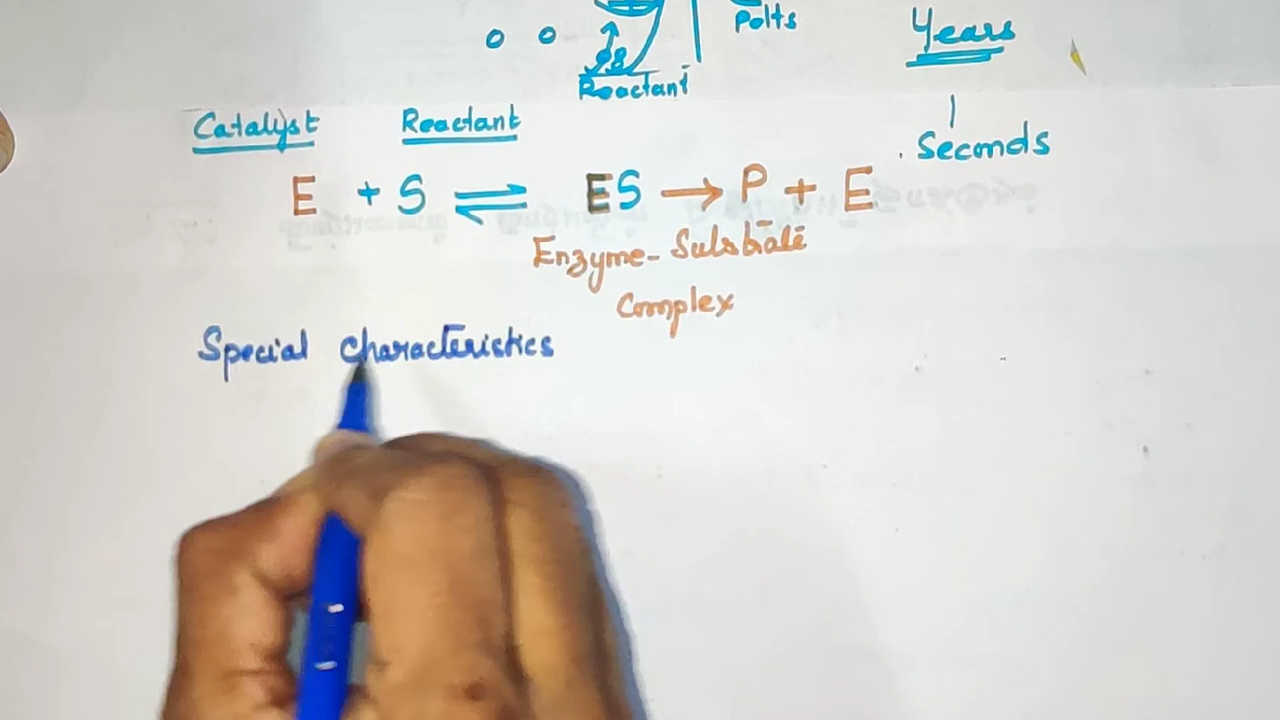 Polts
Years
Reactant
Catalyst Reactant
Seconds
E + S ⇌ ES → P + E
Enzyme-Substrate
Complex
Special characteristics